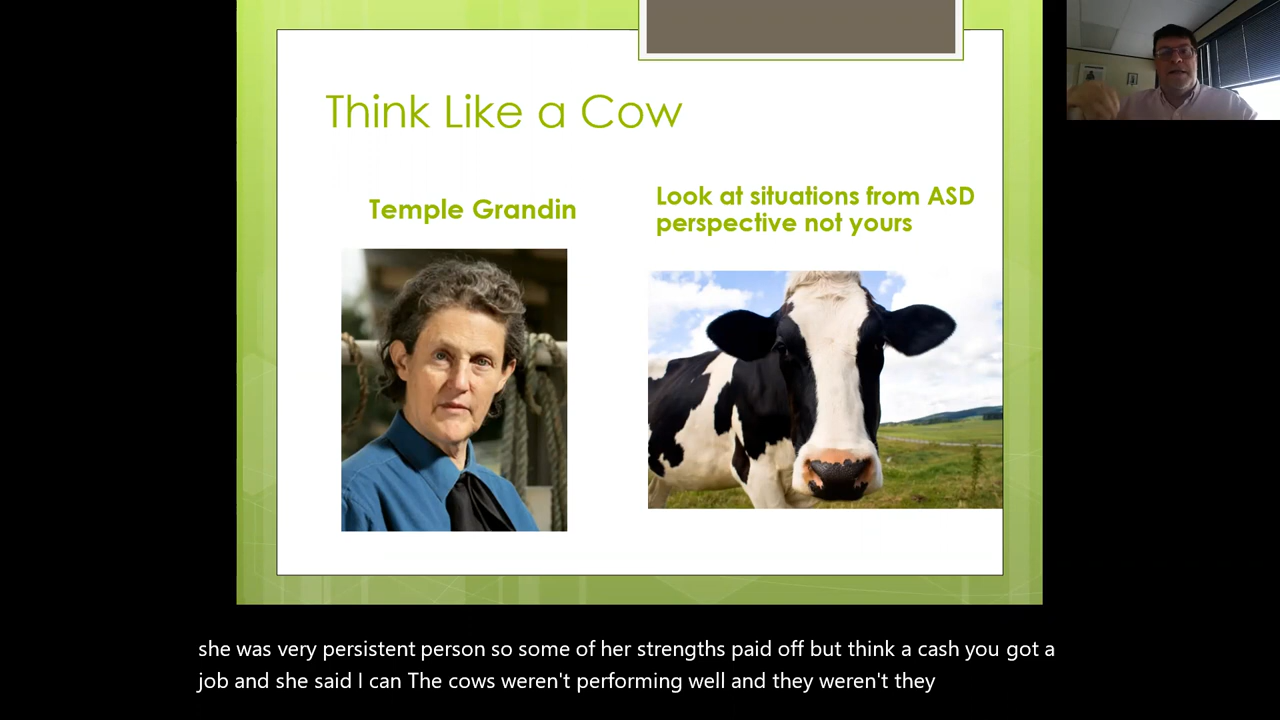 Think Like a Cow
Temple Grandin
Look at situations from ASD
perspective not yours
she was very persistent person so some of her strengths paid off but think a cash you got a
job and she said I can The cows weren't performing well and they weren't they